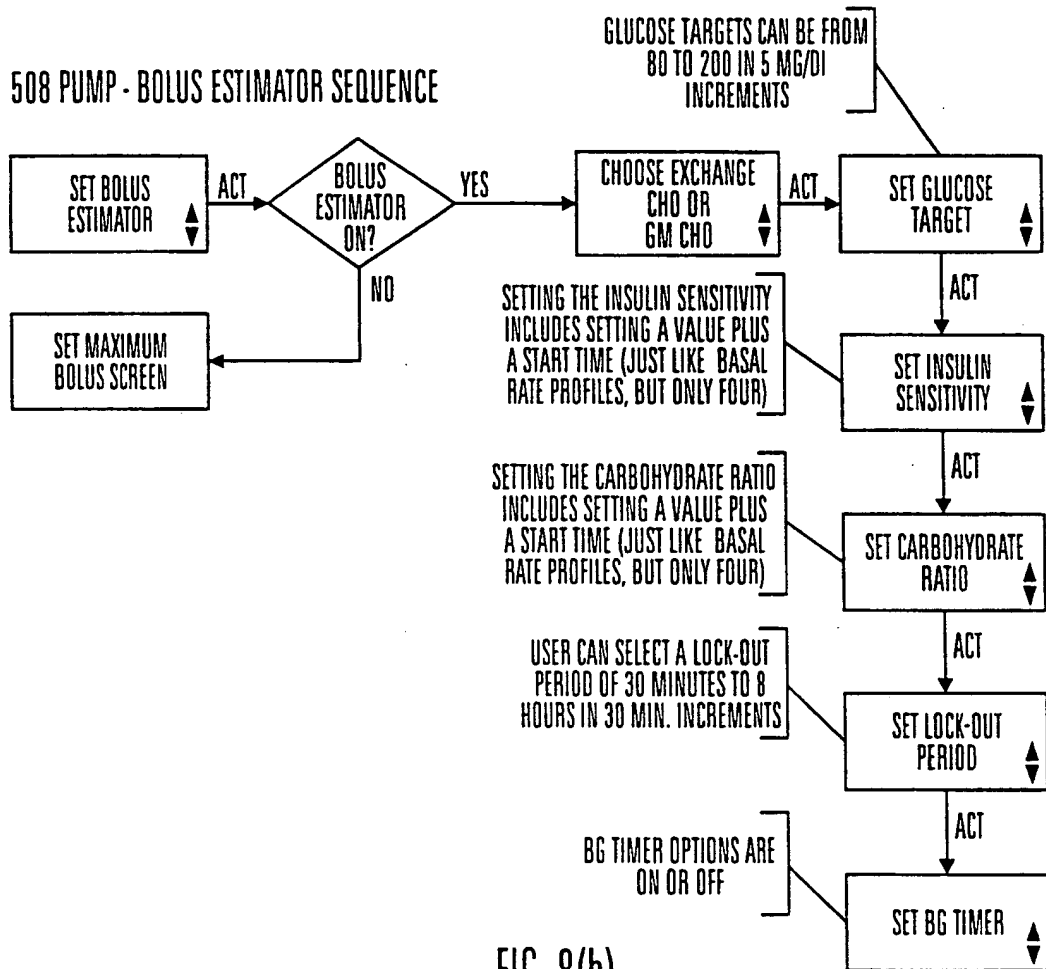 GLUCOSE TARGETS CAN BE FROM
80 TO 200 IN 5 MG/Dl
INCREMENTS
508 PUMP - BOLUS ESTIMATOR SEQUENCE
SET BOLUS
ESTIMATOR
ACT
BOLUS
ESTIMATOR
ON?
YES
CHOOSE EXCHANGE
CHO OR
GM CHO
ACT
SET GLUCOSE
TARGET
NO
ACT
SET MAXIMUM
BOLUS SCREEN
SETTING THE INSULIN SENSITIVITY
INCLUDES SETTING A VALUE PLUS
A START TIME (JUST LIKE BASAL
RATE PROFILES, BUT ONLY FOUR)
SET INSULIN
SENSITIVITY
ACT
SETTING THE CARBOHYDRATE RATIO
INCLUDES SETTING A VALUE PLUS
A START TIME (JUST LIKE BASAL
RATE PROFILES, BUT ONLY FOUR)
SET CARBOHYDRATE
RATIO
ACT
USER CAN SELECT A LOCK-OUT
PERIOD OF 30 MINUTES TO 8
HOURS IN 30 MIN. INCREMENTS
SET LOCK-OUT
PERIOD
ACT
BG TIMER OPTIONS ARE
ON OR OFF
SET BG TIMER